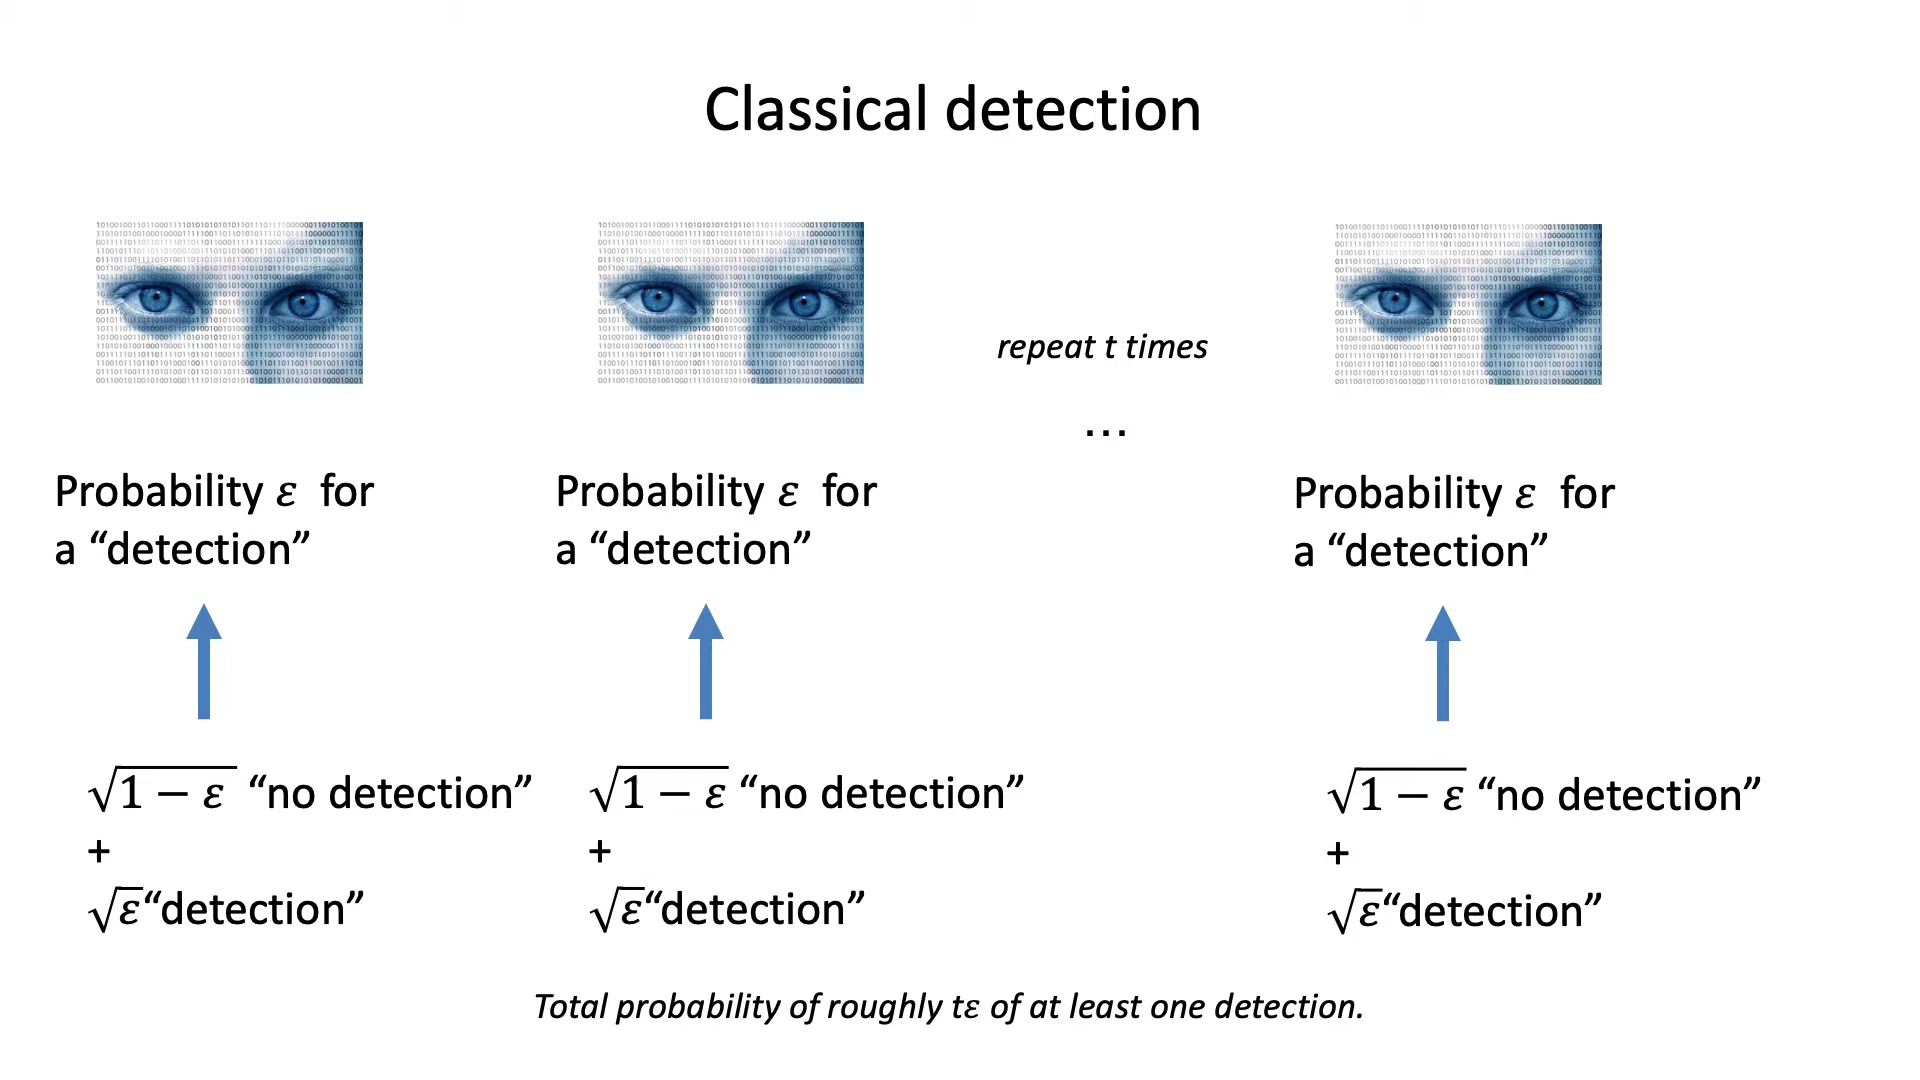 Classical detection
repeat t times
...
Probability ε for
a “detection”
Probability ε for
a “detection”
Probability ε for
a “detection”
√1 − ε “no detection”
+
√ε“detection”
√1 − ε “no detection”
+
√ε“detection”
√1 − ε “no detection”
+
√ε“detection”
Total probability of roughly tε of at least one detection.